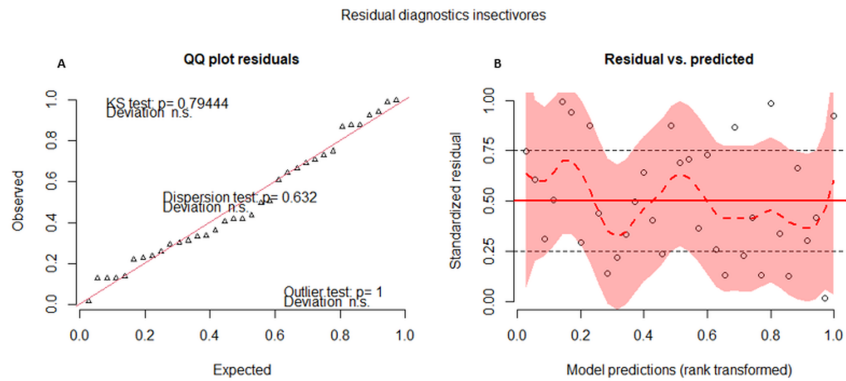 Residual diagnostics insectivores
A
QQ plot residuals
KS test: p= 0.79444
Deviation n.s.
Dispersion test: p= 0.632
Deviation n.s.
Outlier test: p= 1
Deviation n.s.
Observed
0.0 0.2 0.4 0.6 0.8 1.0
0.0 0.2 0.4 0.6 0.8 1.0
Expected
B
Residual vs. predicted
Standardized residual
0.00 0.25 0.50 0.75 1.00
0.0 0.2 0.4 0.6 0.8 1.0
Model predictions (rank transformed)